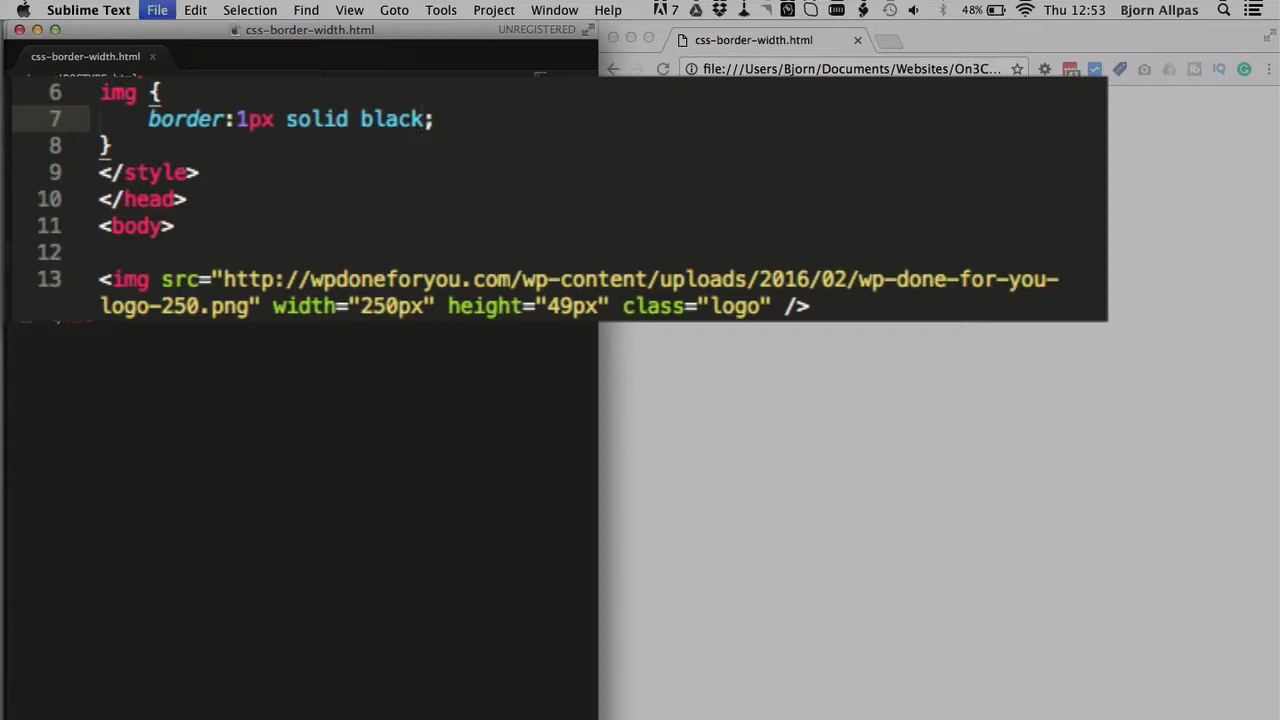 Sublime Text File Edit Selection Find View Goto Tools Project Window Help 7 48% Thu 12:53 Bjorn Allpas
css-border-width.html UNREGISTERED
css-border-width.html
css-border-width.html
file:///Users/Bjorn/Documents/Websites/On3C...
6 img {
7 border:1px solid black;
8 }
9 </style>
10 </head>
11 <body>
12
13 <img src="http://wpdoneforyou.com/wp-content/uploads/2016/02/wp-done-for-you-
logo-250.png" width="250px" height="49px" class="logo" />